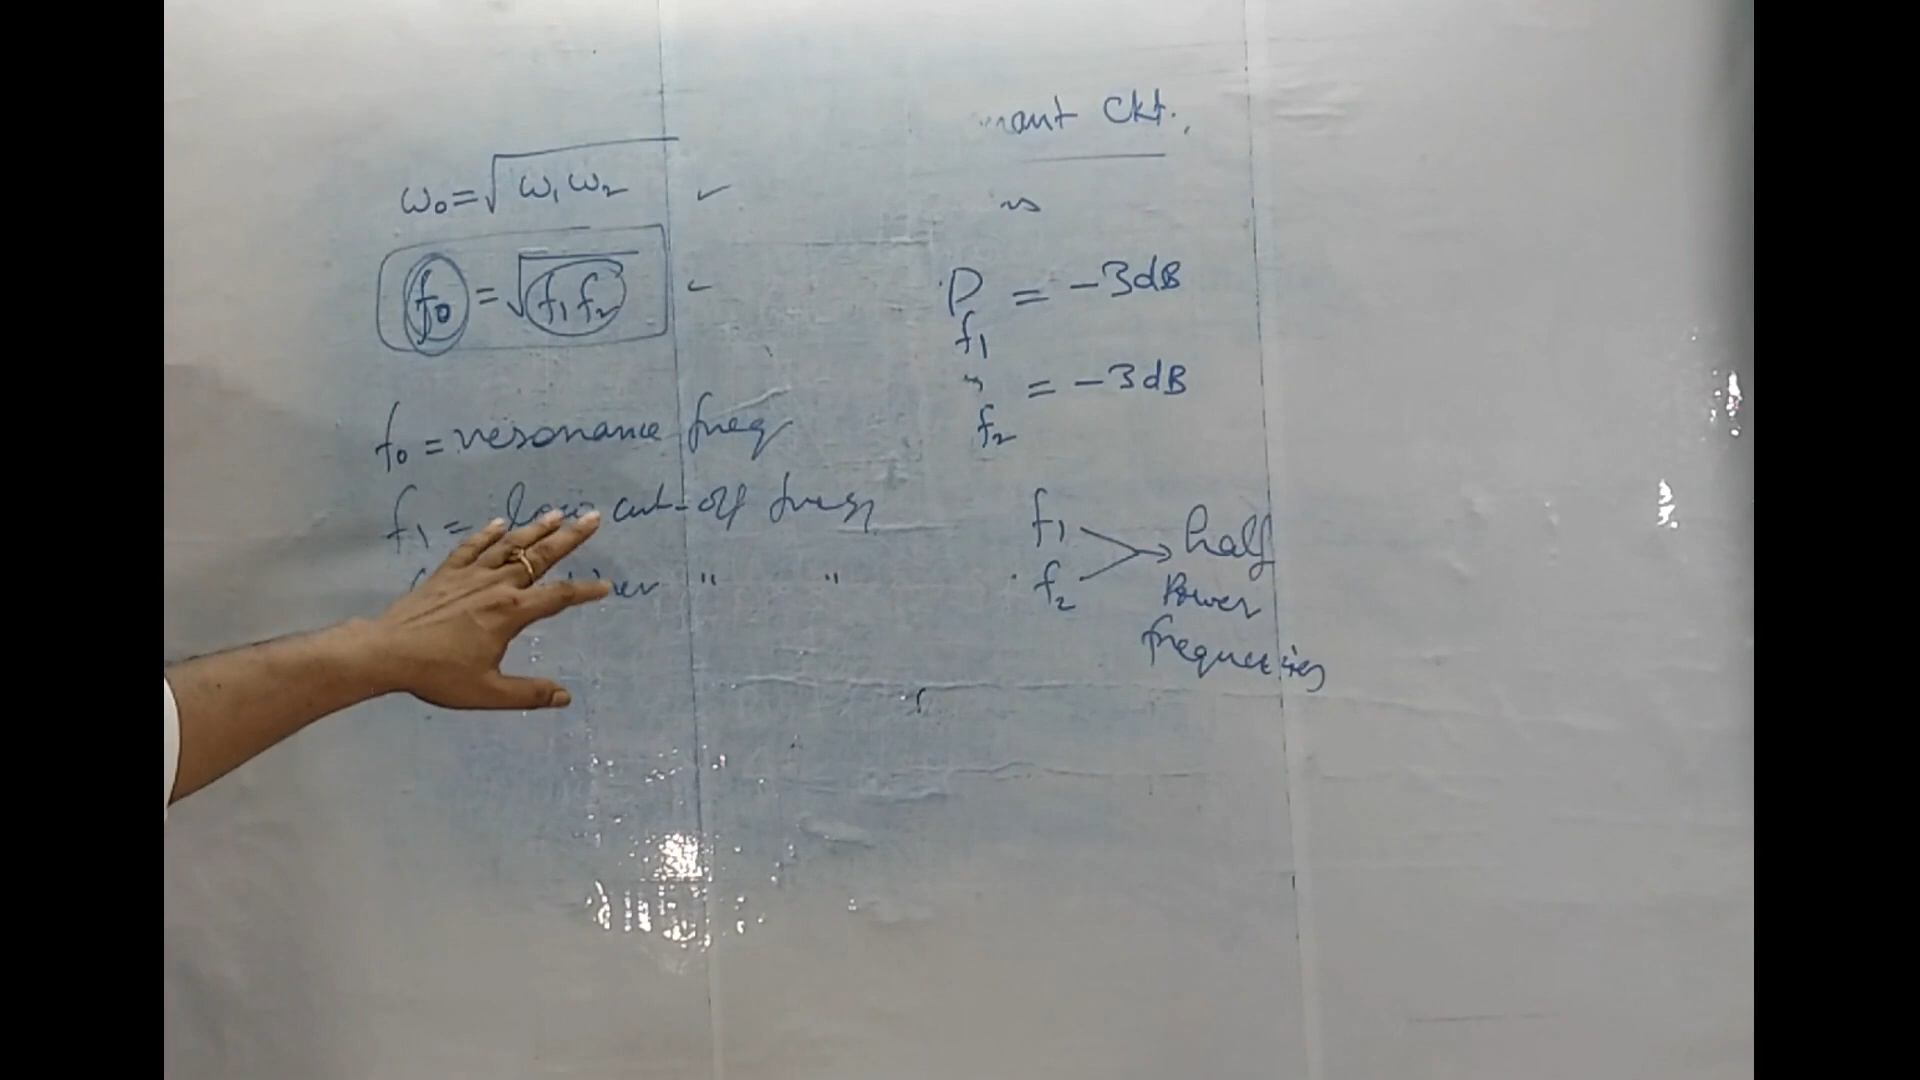 ω₀ = √ω₁ω₂ ✓
f₀ = √f₁f₂
f₀ = resonance freq
f₁ = low cut-off freq
" "
Ckt.
P f₁ = -3dB
" f₂ = -3dB
f₁
f₂ → half
Power
frequencies